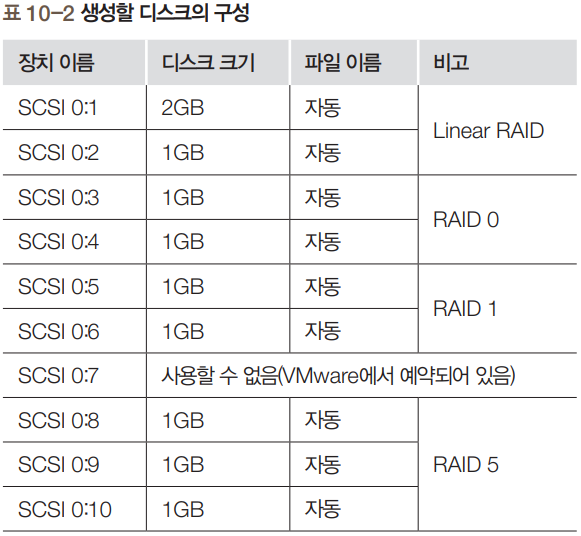 표 10-2 생성할 디스크의 구성
장치 이름 디스크 크기 파일 이름 비고
SCSI 0:1 2GB 자동 Linear RAID
SCSI 0:2 1GB 자동
SCSI 0:3 1GB 자동 RAID 0
SCSI 0:4 1GB 자동
SCSI 0:5 1GB 자동 RAID 1
SCSI 0:6 1GB 자동
SCSI 0:7 사용할 수 없음(VMware에서 예약되어 있음)
SCSI 0:8 1GB 자동 RAID 5
SCSI 0:9 1GB 자동
SCSI 0:10 1GB 자동